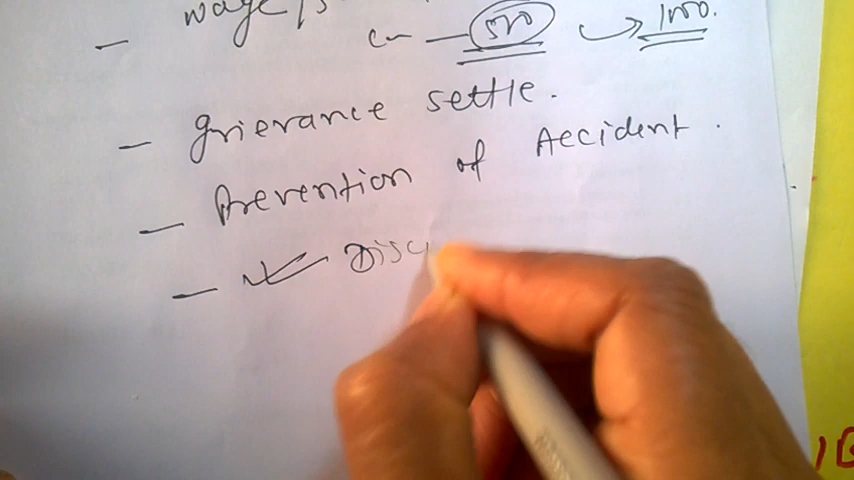 - wage/s
- 500 → 1000.
- Grievance settle.
- Prevention of Accident.
- Disc